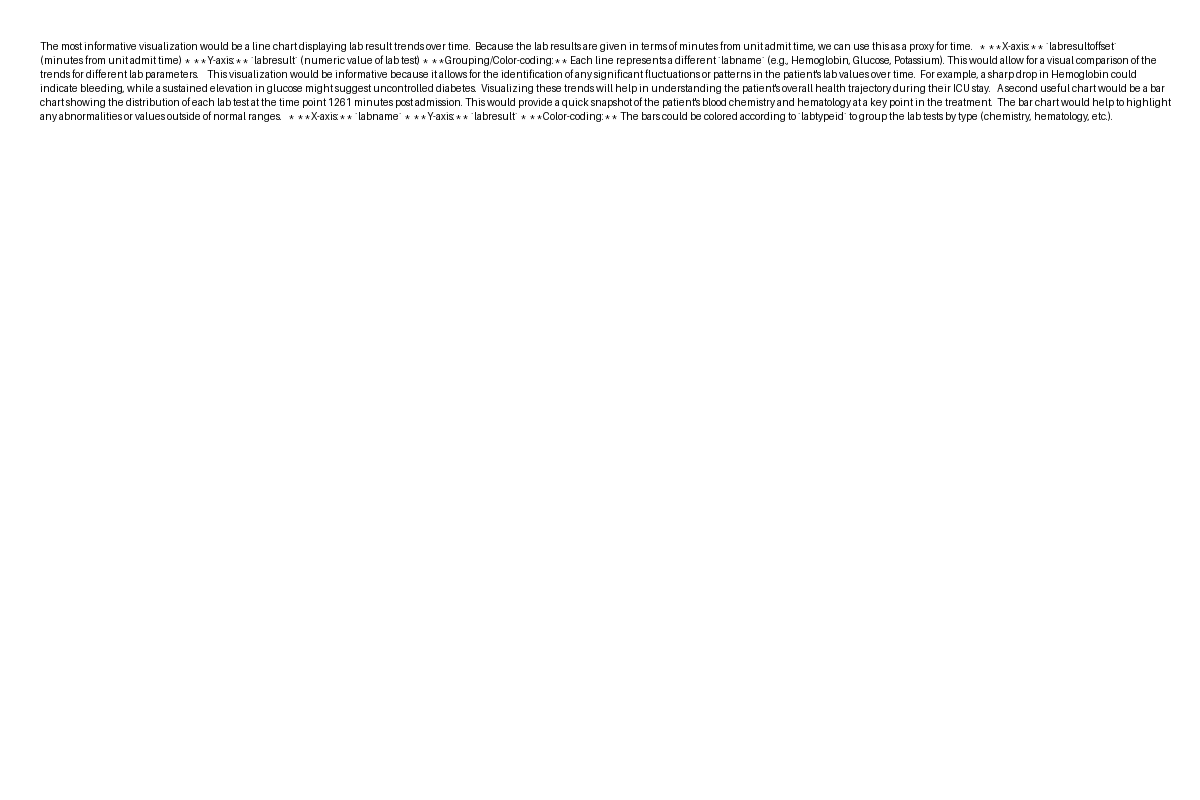 The most informative visualization would be a line chart displaying lab result trends over time.  Because the lab results are given in terms of minutes from unit admit time, we can use this as a proxy for time.   * **X-axis:** `labresultoffset`
(minutes from unit admit time) * **Y-axis:** `labresult` (numeric value of lab test) * **Grouping/Color-coding:** Each line represents a different `labname` (e.g., Hemoglobin, Glucose, Potassium). This would allow for a visual comparison of the
trends for different lab parameters.   This visualization would be informative because it allows for the identification of any significant fluctuations or patterns in the patient's lab values over time.  For example, a sharp drop in Hemoglobin could
indicate bleeding, while a sustained elevation in glucose might suggest uncontrolled diabetes.  Visualizing these trends will help in understanding the patient's overall health trajectory during their ICU stay.   A second useful chart would be a bar
chart showing the distribution of each lab test at the time point 1261 minutes post admission. This would provide a quick snapshot of the patient's blood chemistry and hematology at a key point in the treatment.  The bar chart would help to highlight
any abnormalities or values outside of normal ranges.   * **X-axis:** `labname` * **Y-axis:** `labresult` * **Color-coding:** The bars could be colored according to `labtypeid` to group the lab tests by type (chemistry, hematology, etc.).